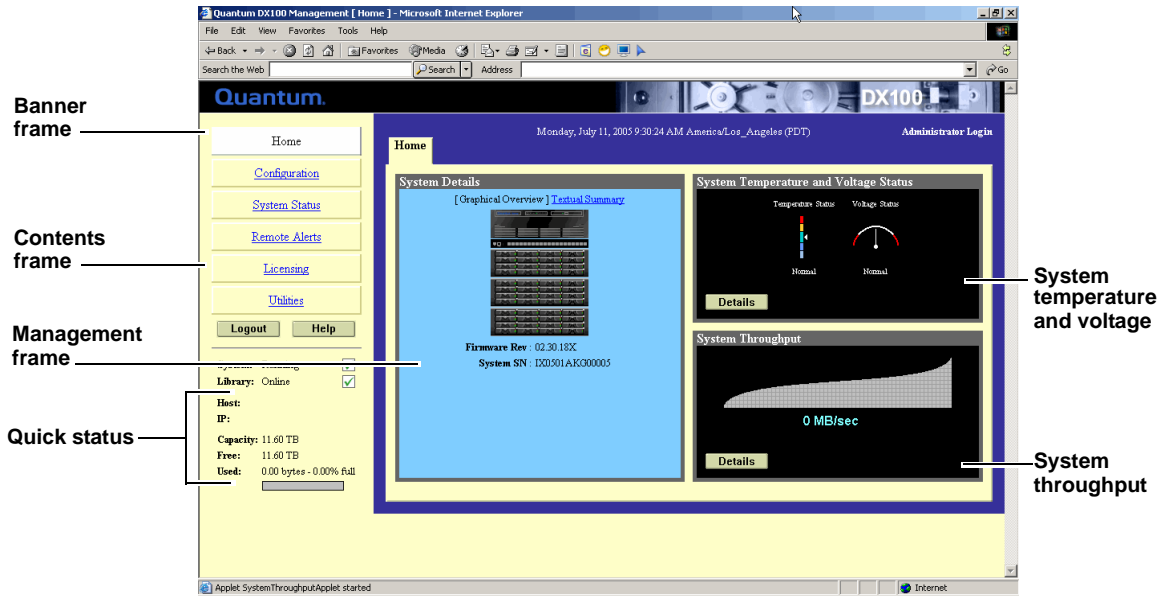 Quantum DX100 Management [ Home ] - Microsoft Internet Explorer
File Edit View Favorites Tools Help
Back Favorites Media
Search the Web Search Address Go
Quantum. DX100
Banner frame
Monday, July 11, 2005 9:30:24 AM America/Los_Angeles (PDT) Administrator Login
Home
Home
Configuration
System Status
Remote Alerts
Licensing
Utilities
Logout Help
Contents frame
Management frame
Library: Online
Host:
IP:
Capacity: 11.60 TB
Free: 11.60 TB
Used: 0.00 bytes - 0.00% full
Quick status
System Details
[ Graphical Overview ] Textual Summary
Firmware Rev : 02.30.18X
System SN : IX0501AKG00005
System Temperature and Voltage Status
Temperature Status Voltage Status
Normal Normal
Details
System temperature and voltage
System Throughput
0 MB/sec
Details
System throughput
Applet SystemThroughputApplet started Internet